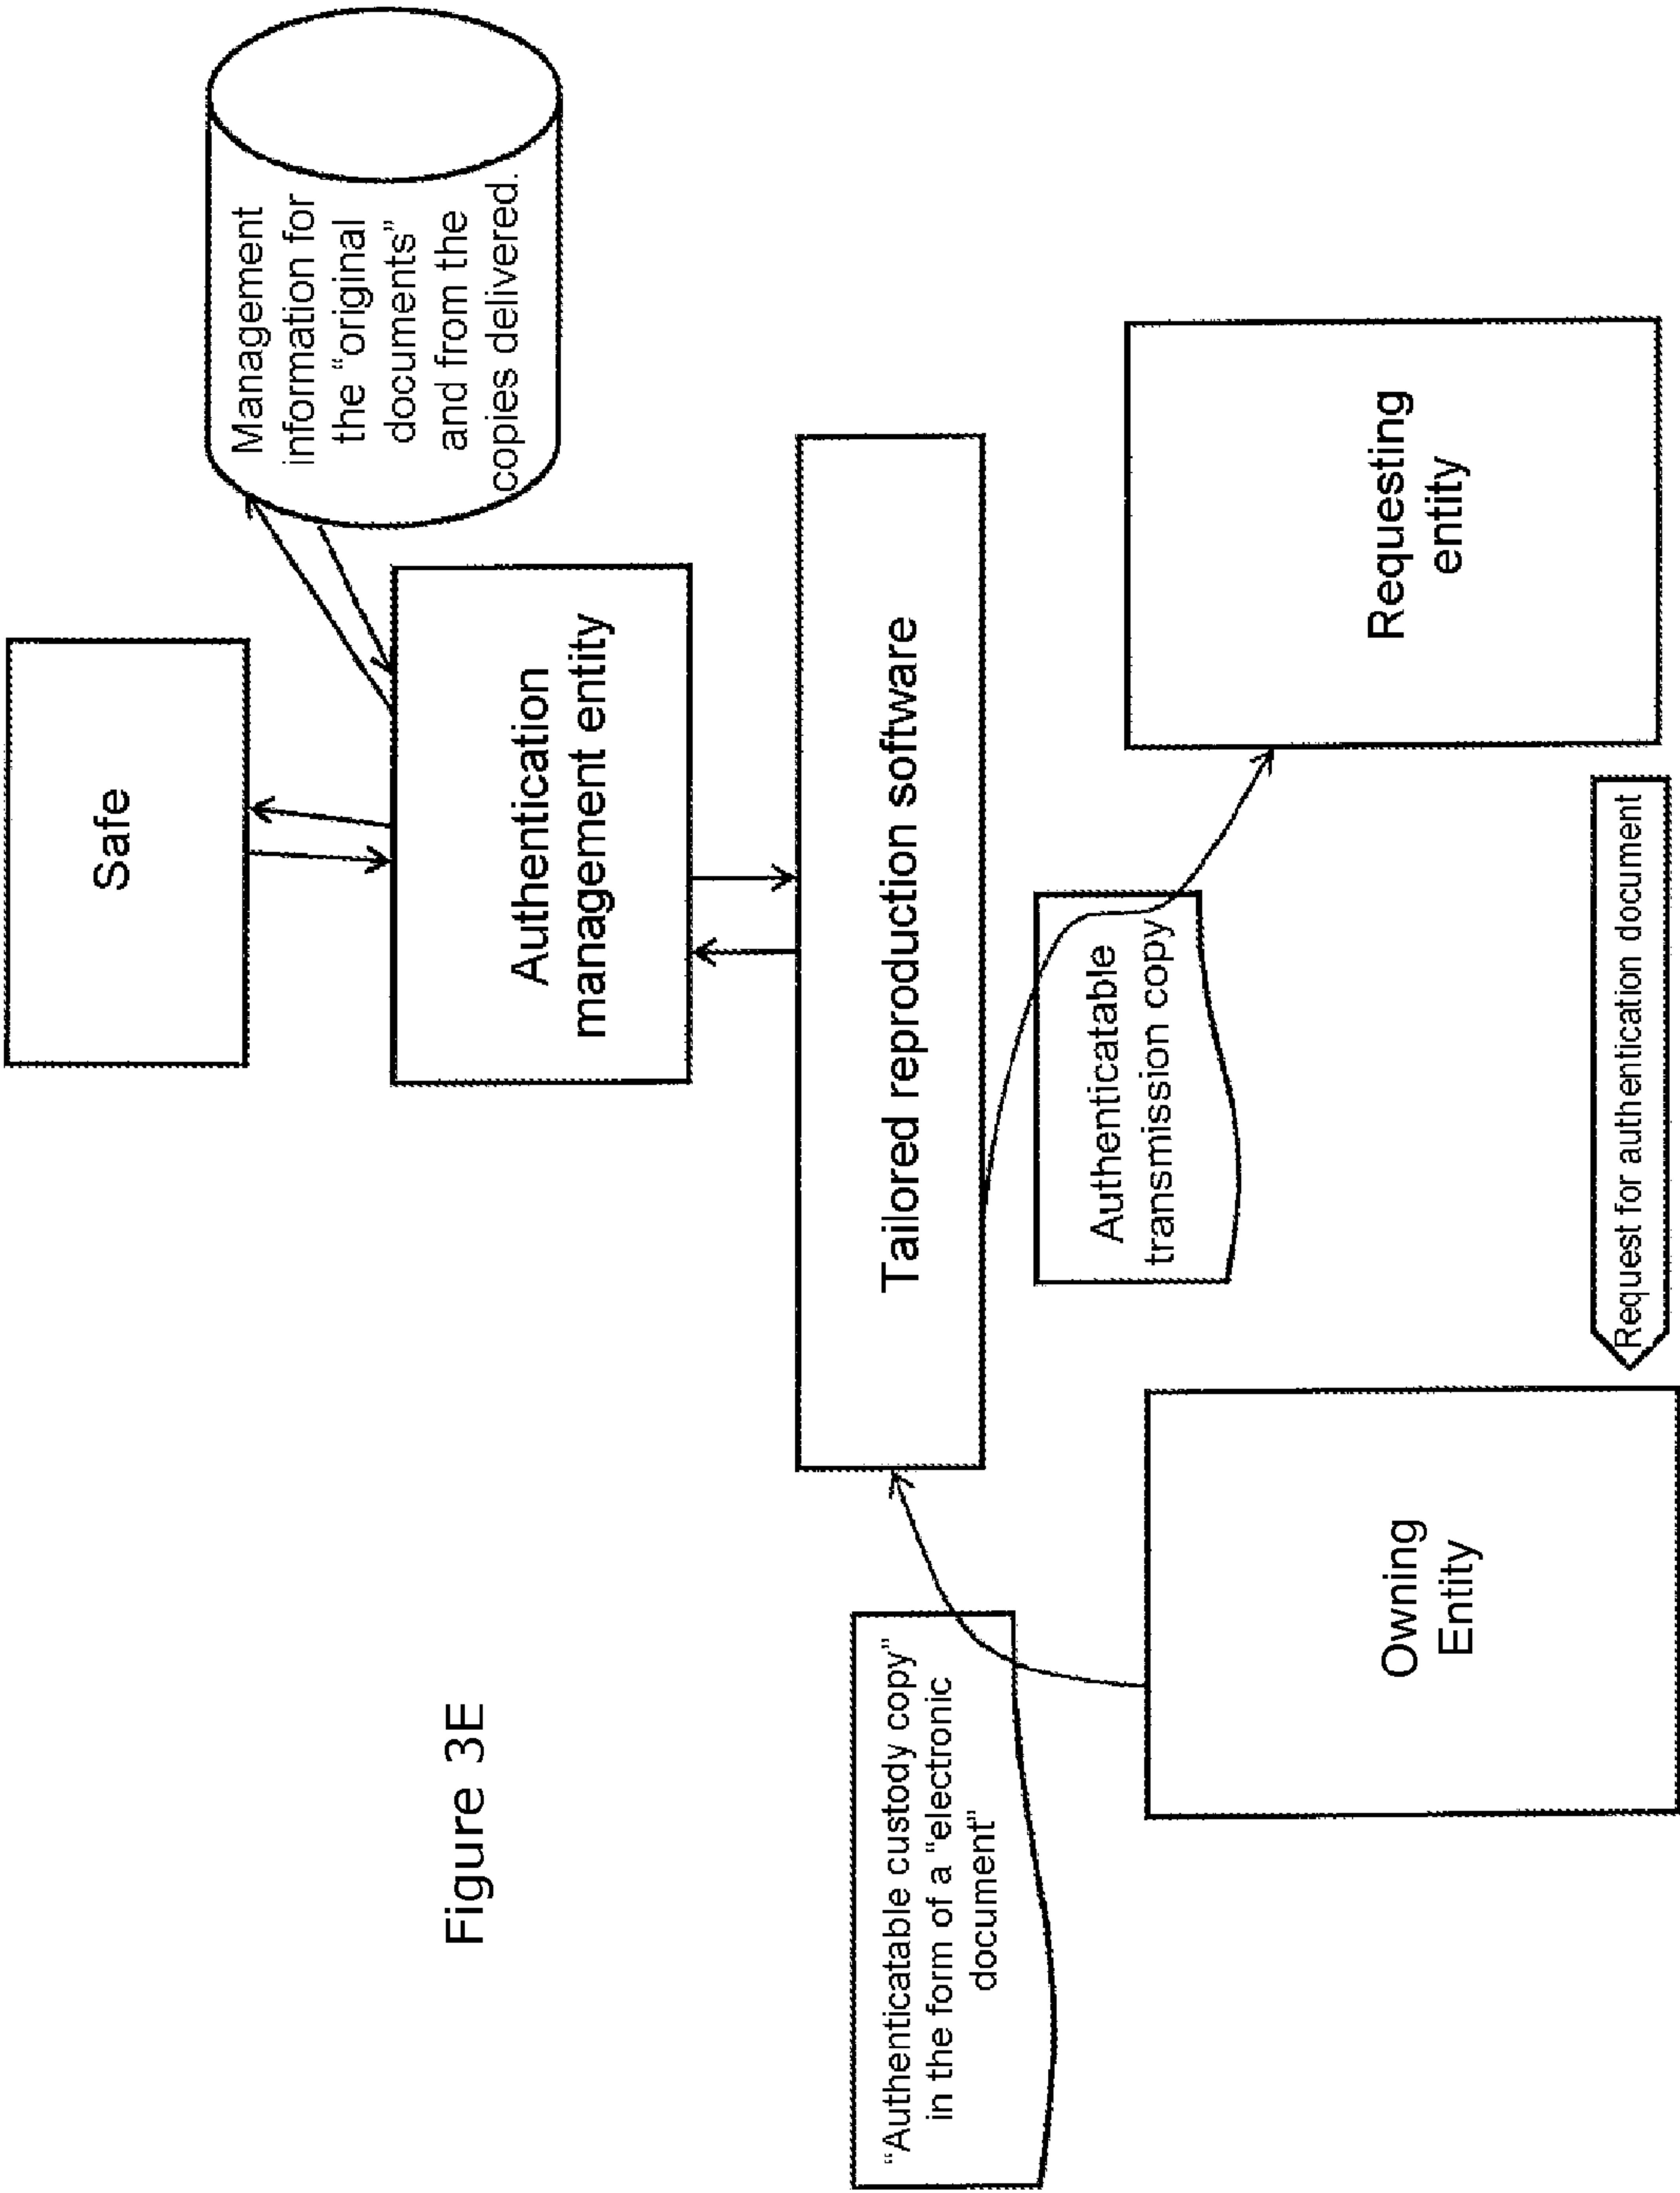 Figure 3E
Safe
Management
information for
the “original
documents”
and from the
copies delivered.
Authentication
management entity
Tailored reproduction software
“Authenticatable custody copy”
in the form of a “electronic
document”
Authenticatable
transmission copy
Owning
Entity
Requesting
entity
Request for authentication document